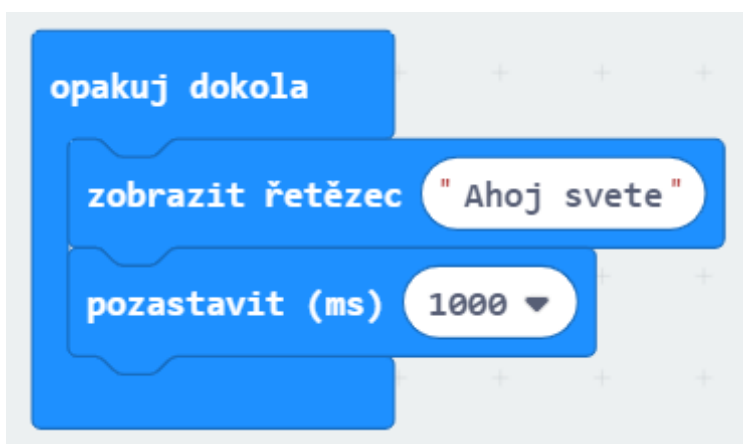 opakuj dokola
zobrazit řetězec "Ahoj svete"
pozastavit (ms) 1000